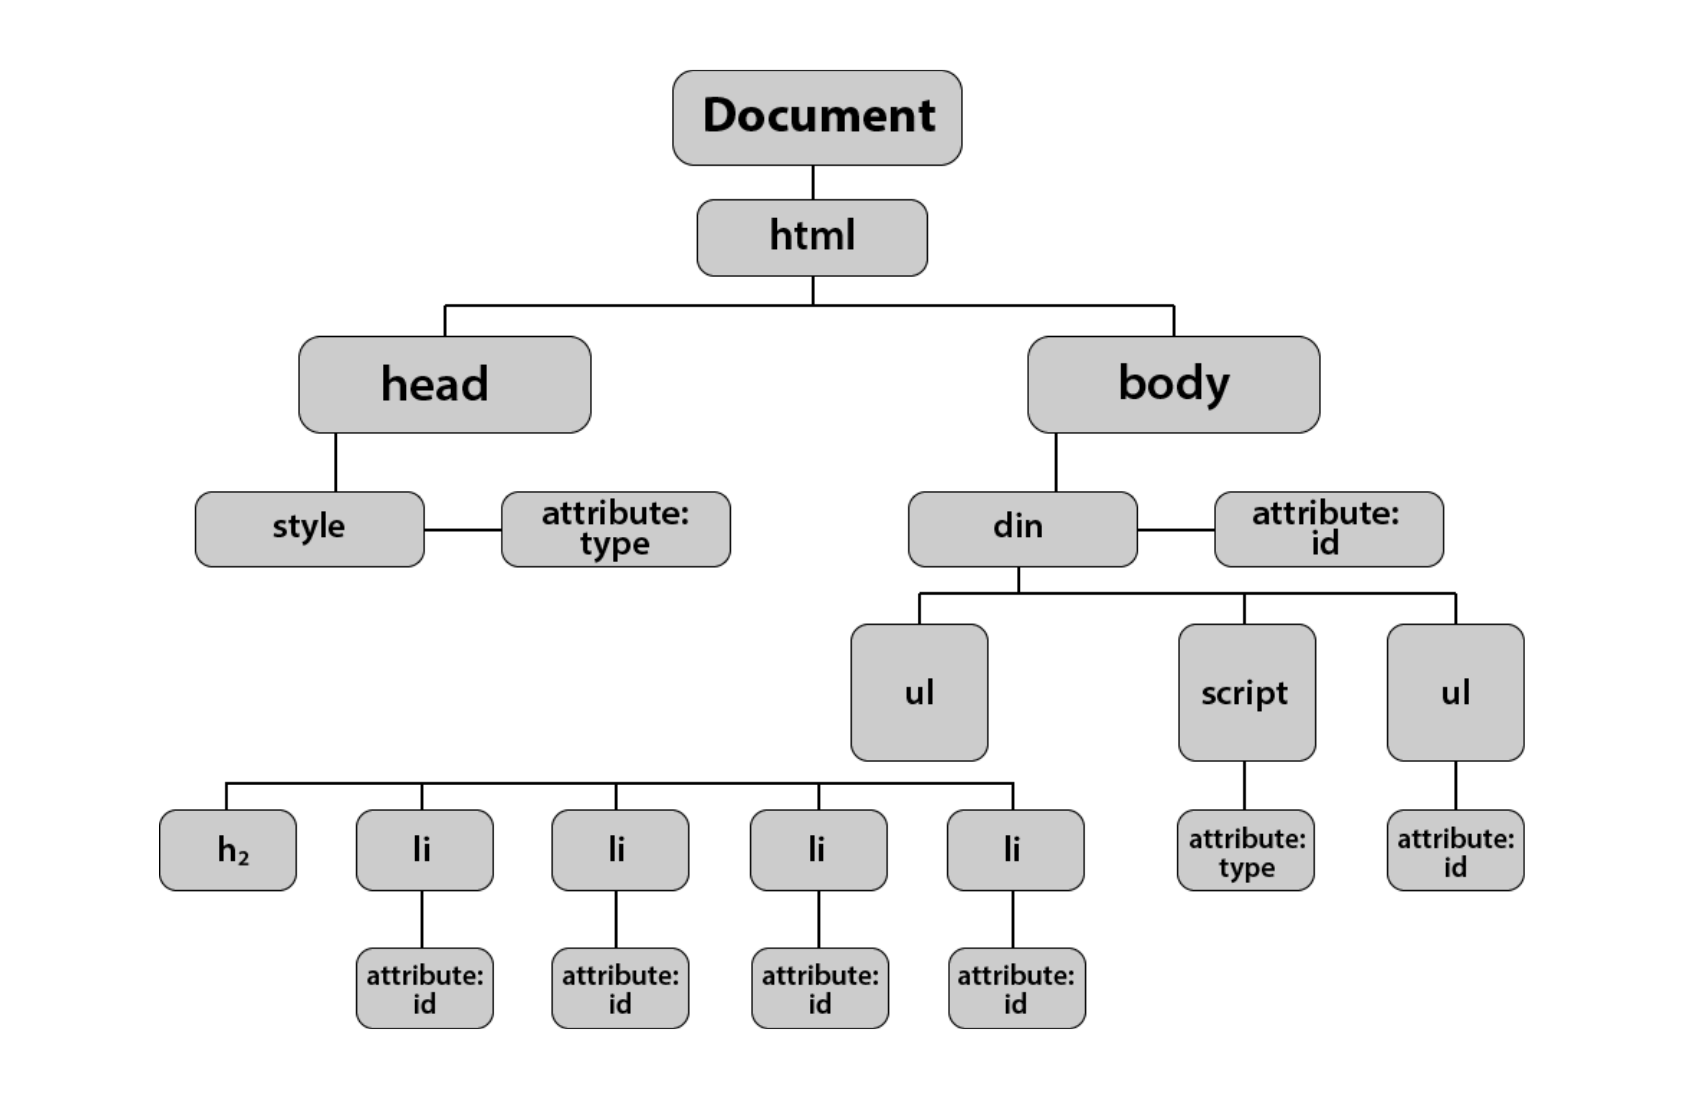 Document
html
head
body
style
attribute:
type
din
attribute:
id
ul
script
ul
h₂
li
li
li
li
attribute:
type
attribute:
id
attribute:
id
attribute:
id
attribute:
id
attribute:
id